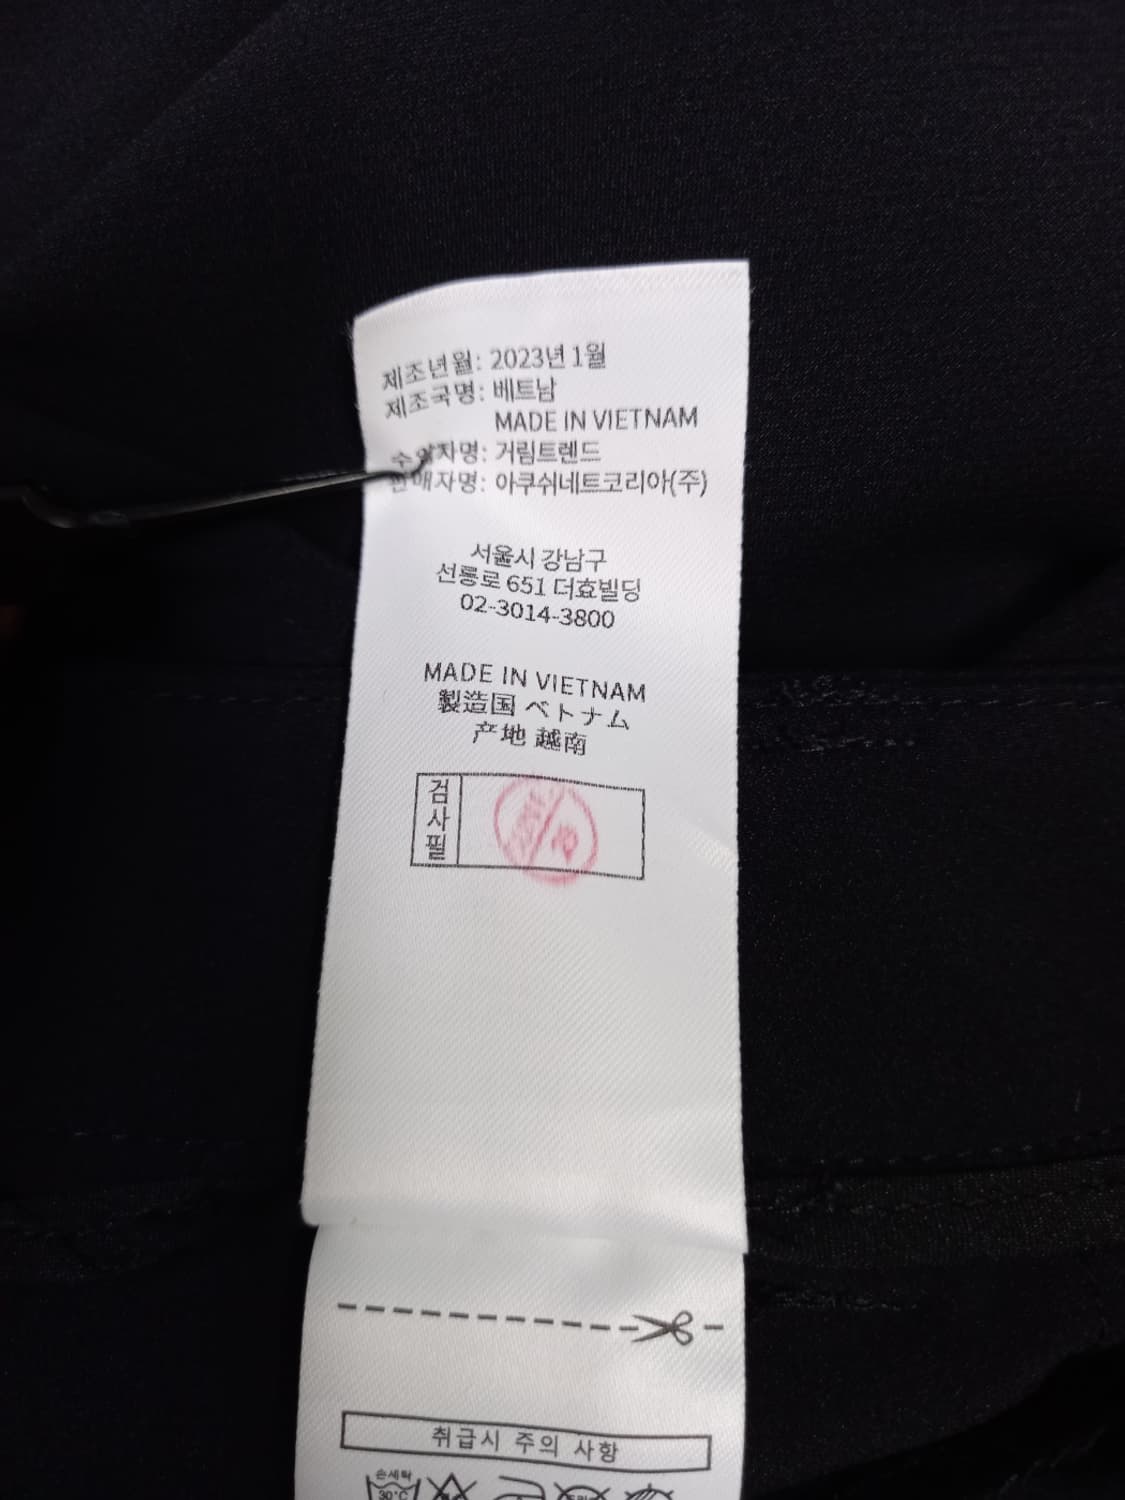 제조년월: 2023년 1월
제조국명: 베트남
MADE IN VIETNAM
수입자명: 거림트렌드
판매자명: 아쿠쉬네트코리아(주)
서울시 강남구
선릉로 651 더효빌딩
02-3014-3800
MADE IN VIETNAM
製造国 ベトナム
产地 越南
검사필
취급시 주의 사항
손세탁
30°C